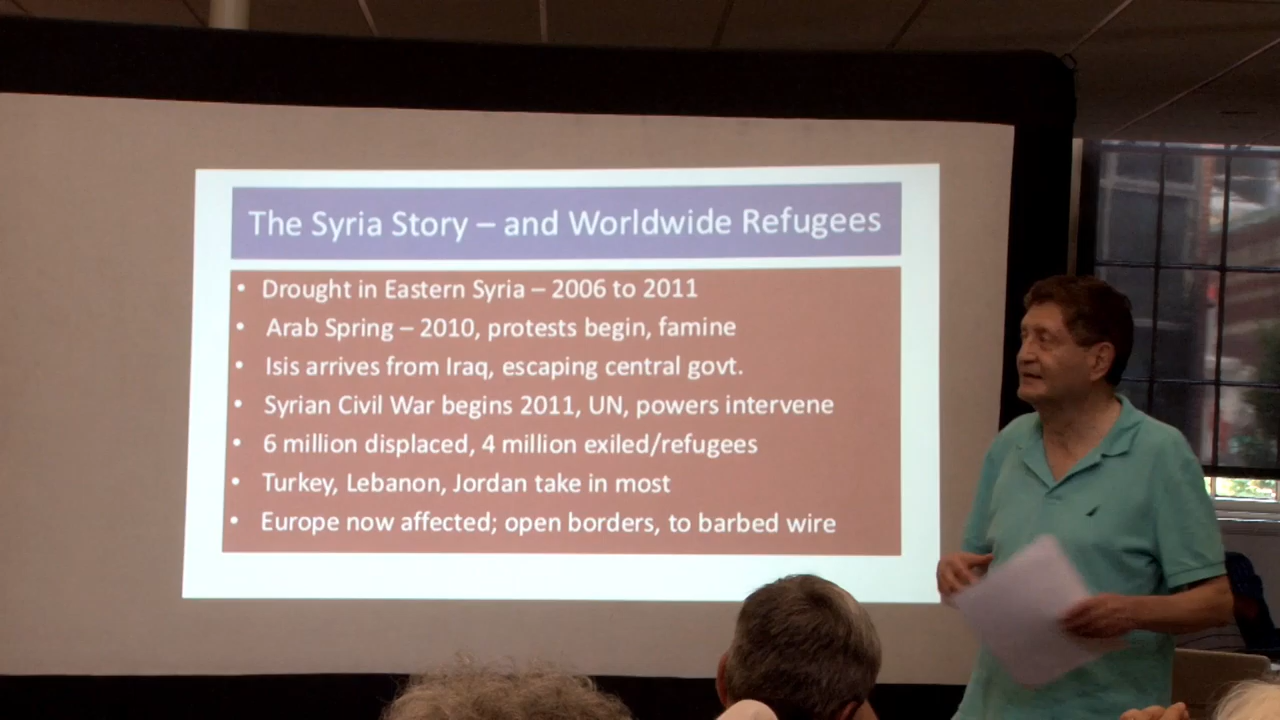 The Syria Story – and Worldwide Refugees
• Drought in Eastern Syria – 2006 to 2011
• Arab Spring – 2010, protests begin, famine
• Isis arrives from Iraq, escaping central govt.
• Syrian Civil War begins 2011, UN, powers intervene
• 6 million displaced, 4 million exiled/refugees
• Turkey, Lebanon, Jordan take in most
• Europe now affected; open borders, to barbed wire